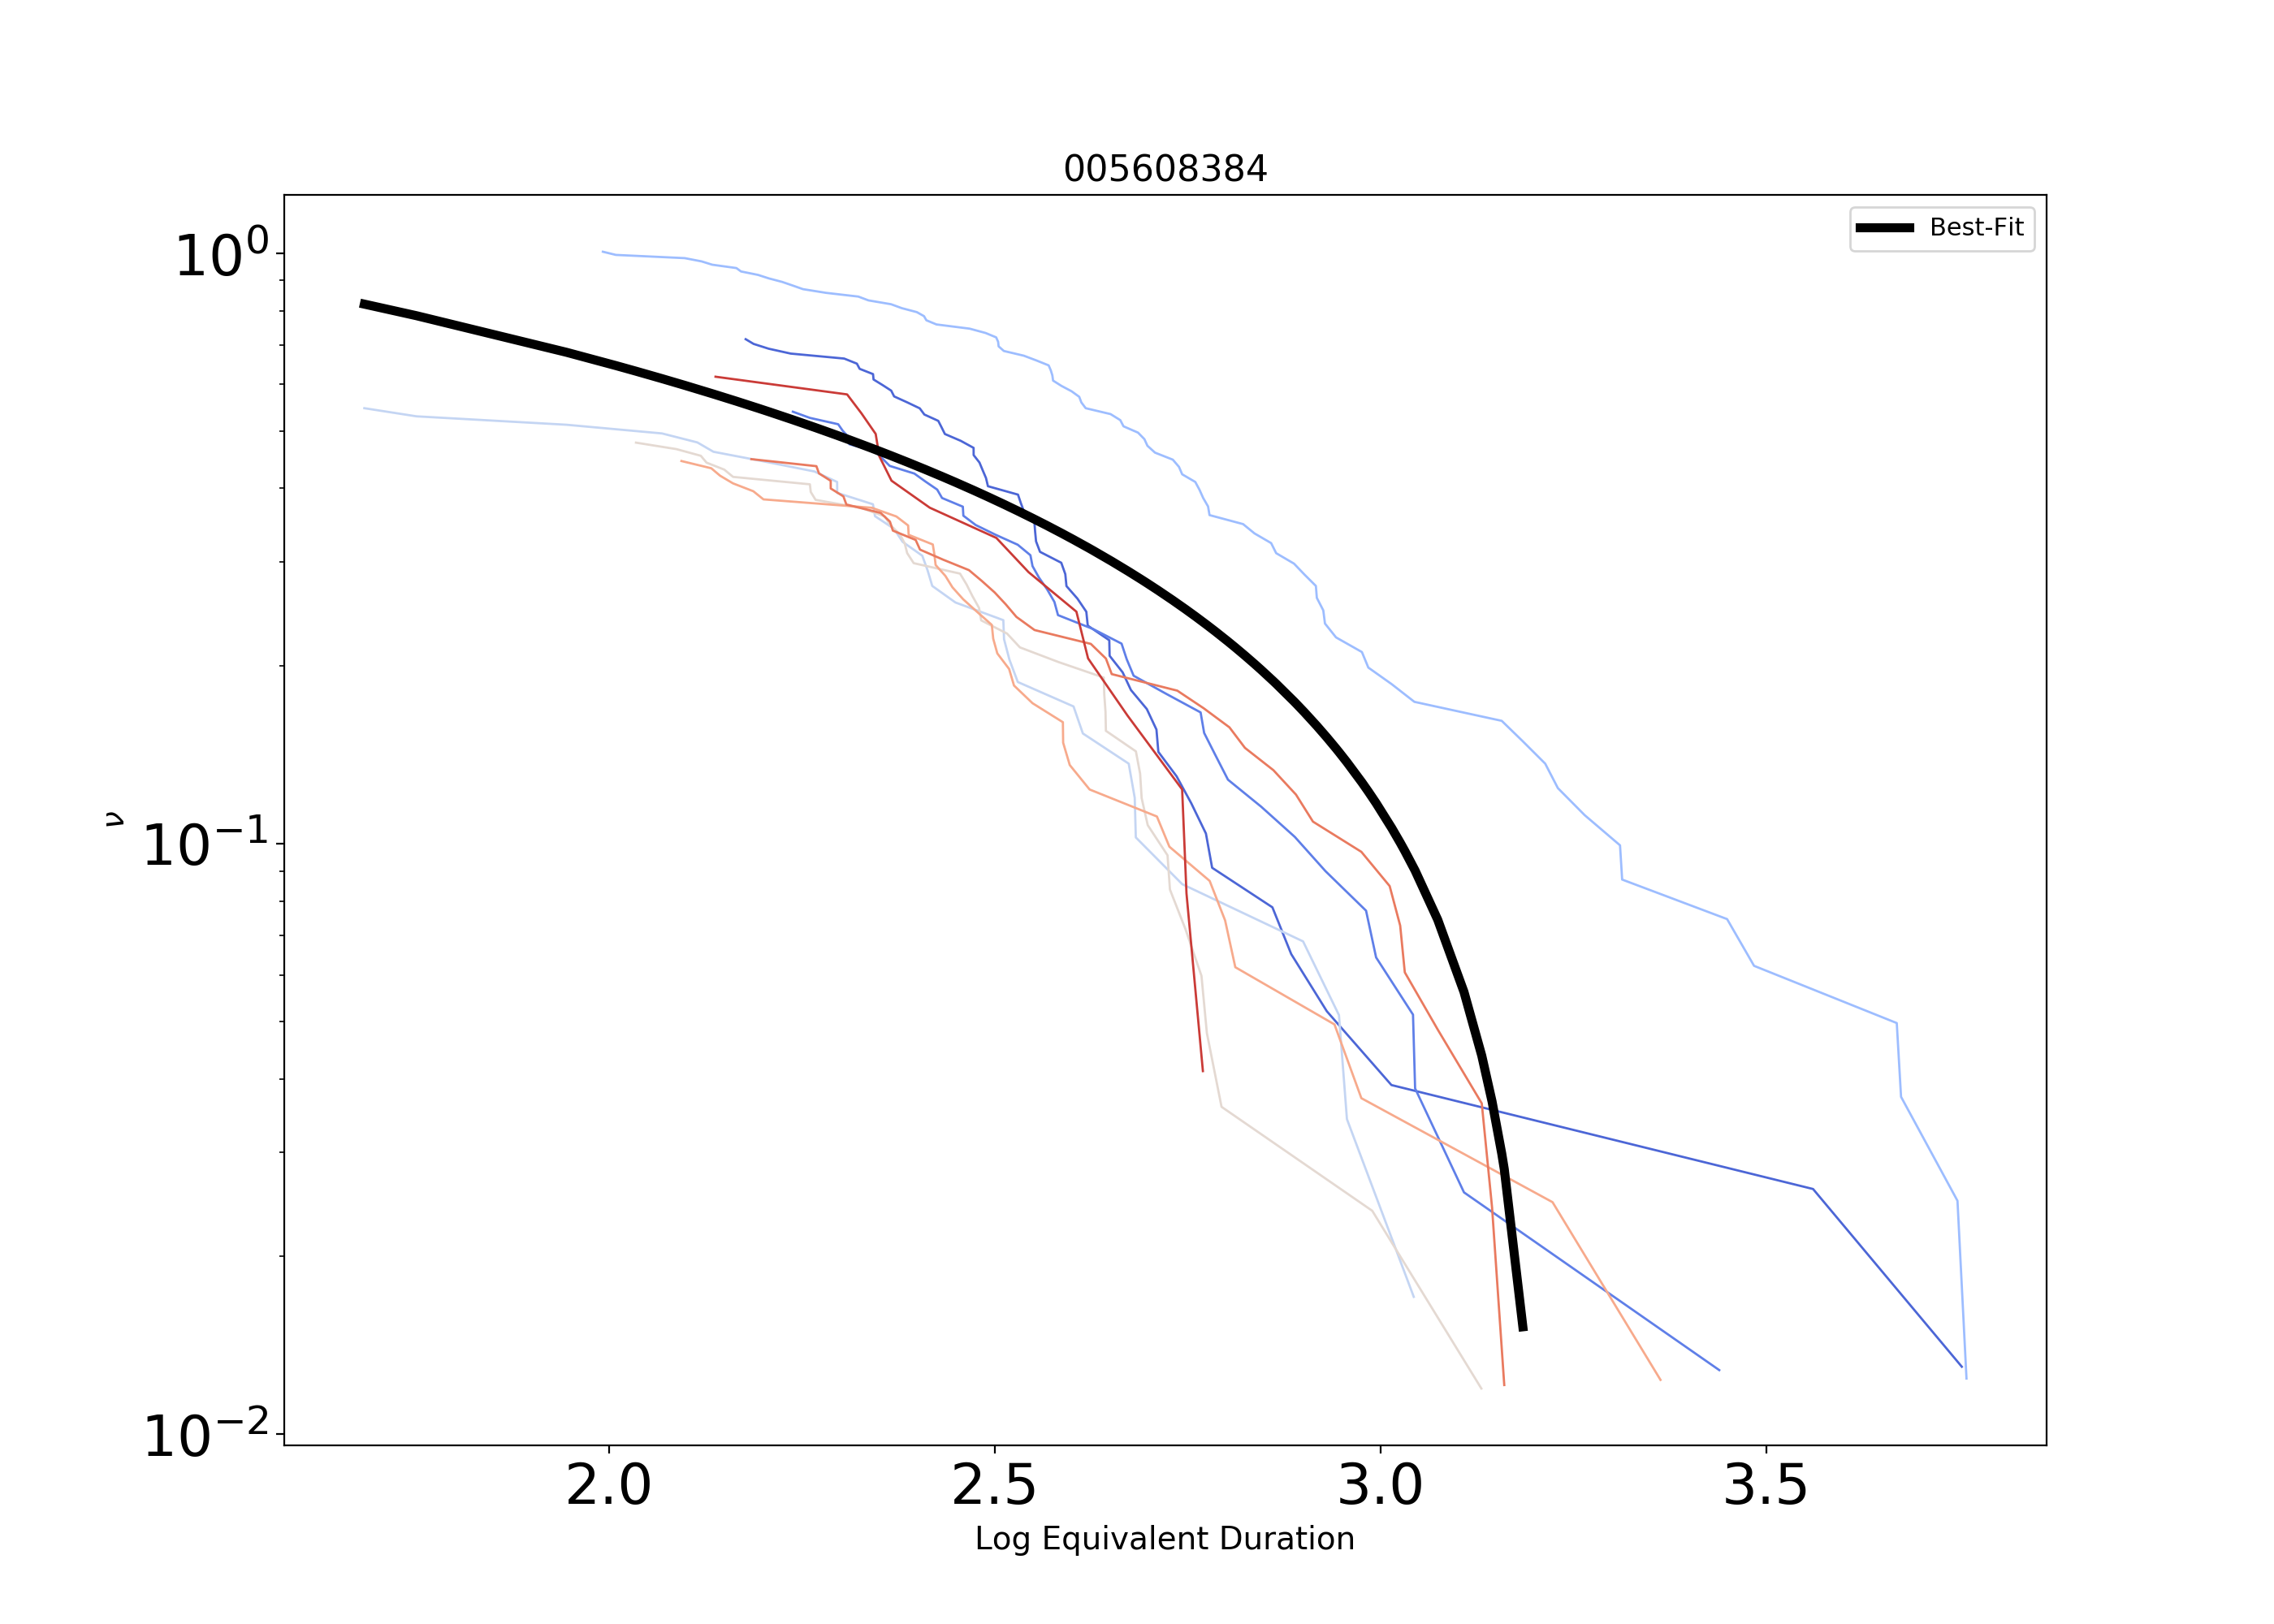 005608384
Best-Fit
10⁰
10⁻¹
10⁻²
ν
2.0 2.5 3.0 3.5
Log Equivalent Duration